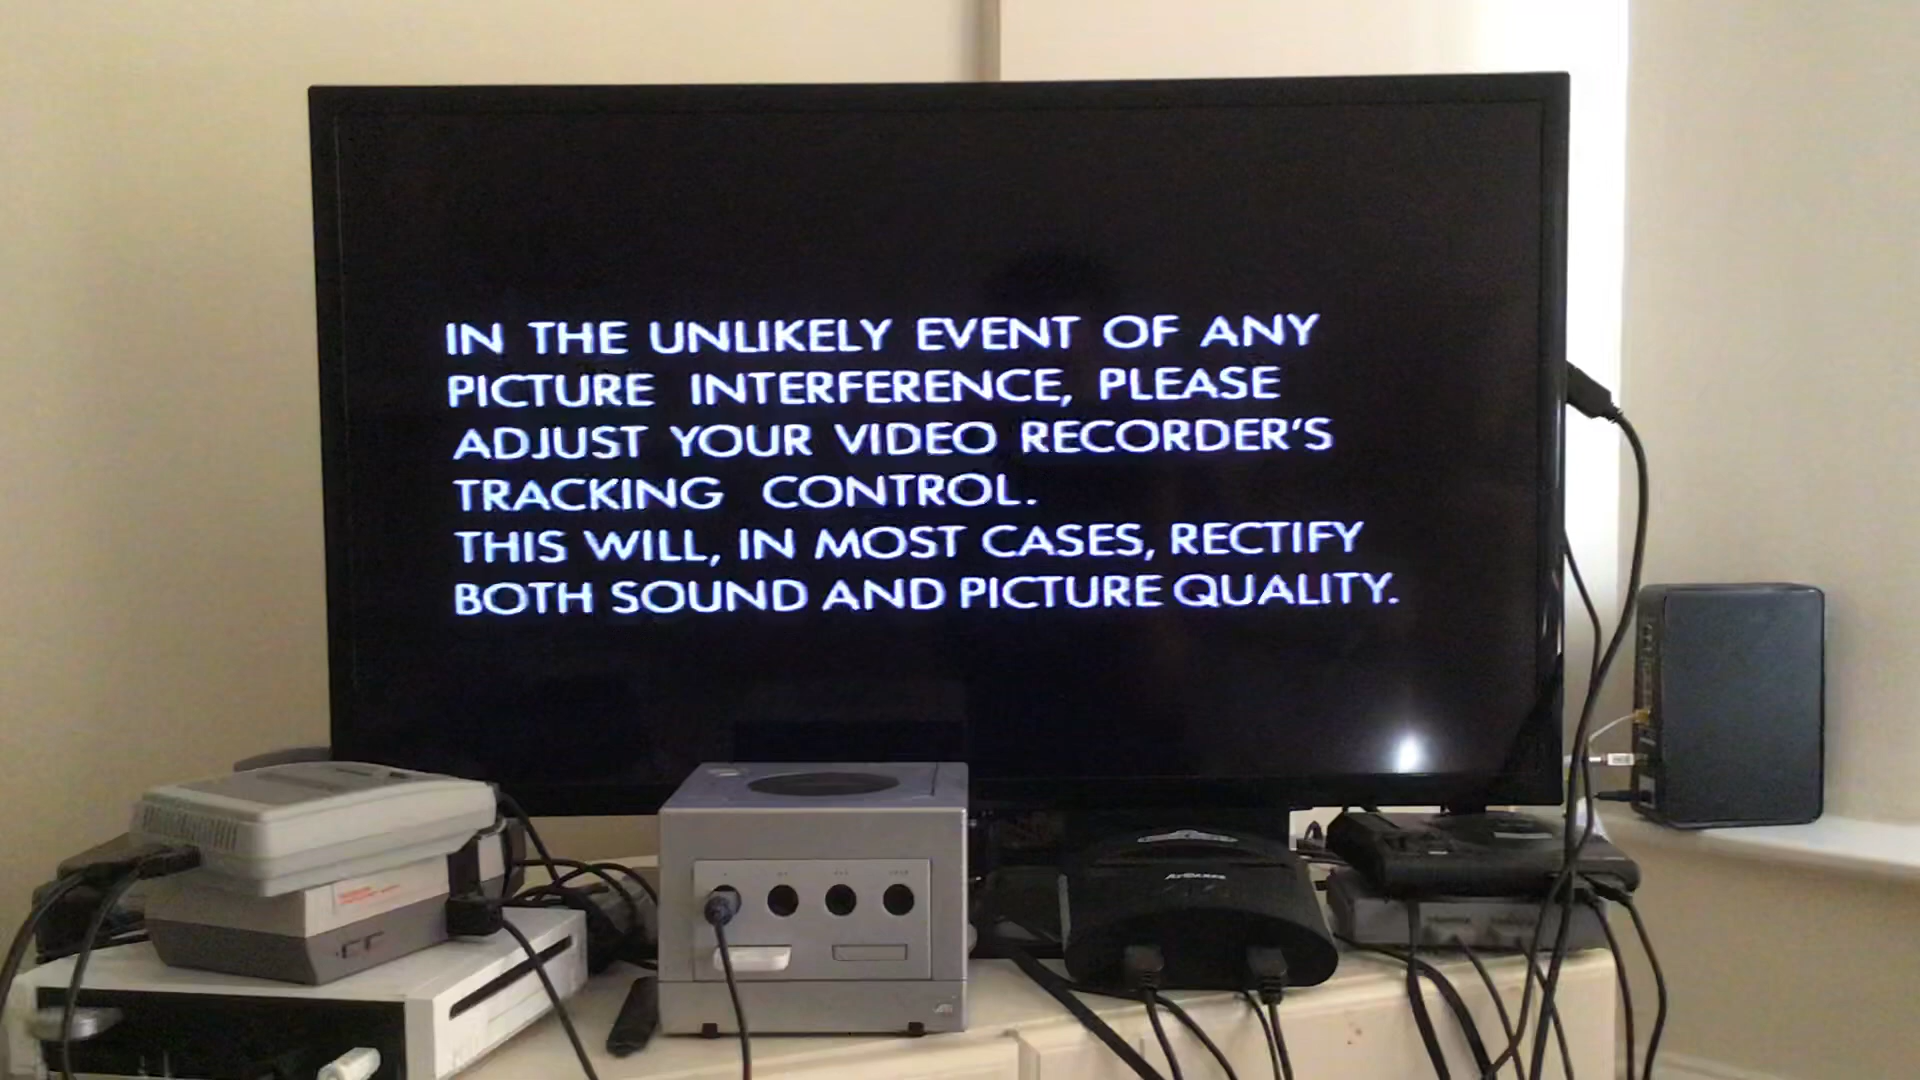 IN THE UNLIKELY EVENT OF ANY
PICTURE INTERFERENCE, PLEASE
ADJUST YOUR VIDEO RECORDER'S
TRACKING CONTROL.
THIS WILL, IN MOST CASES, RECTIFY
BOTH SOUND AND PICTURE QUALITY.
AtGames